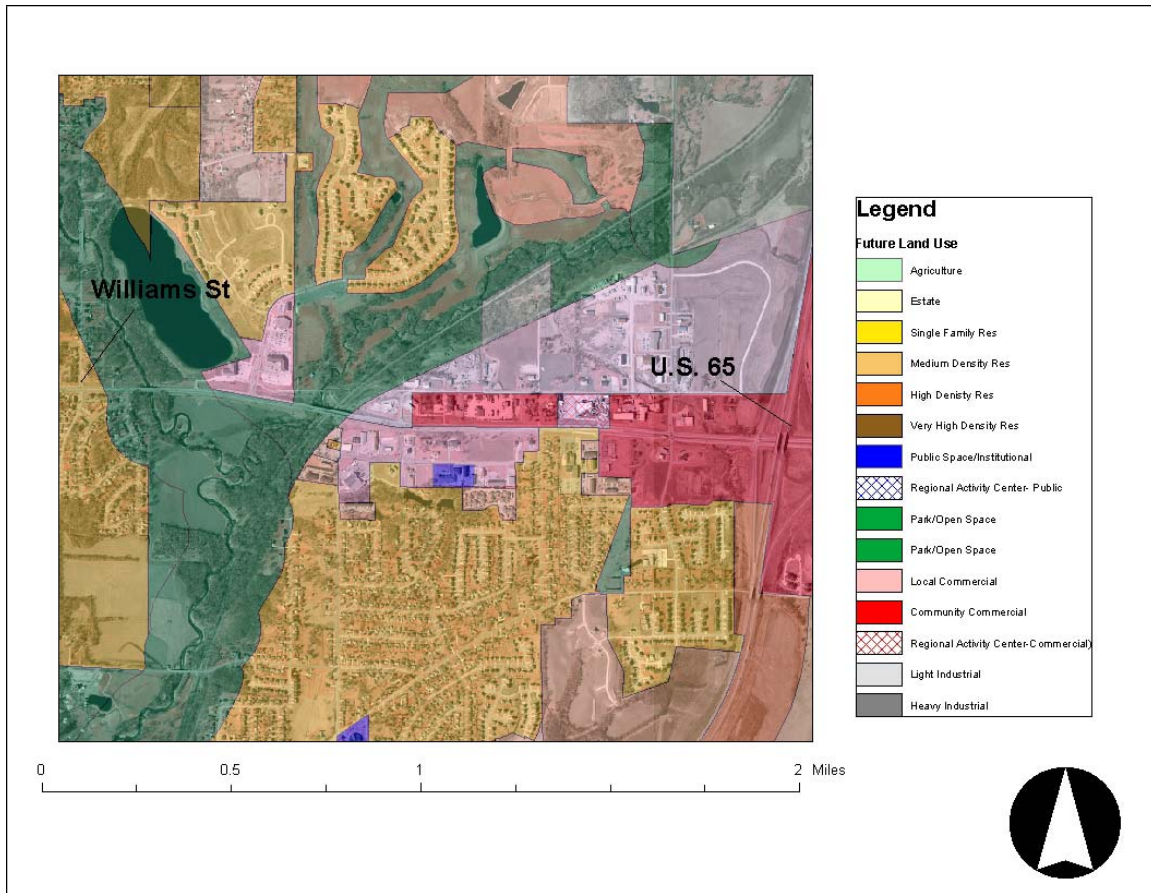 Williams St
U.S. 65
Legend
Future Land Use
Agriculture
Estate
Single Family Res
Medium Density Res
High Denisty Res
Very High Density Res
Public Space/Institutional
Regional Activity Center- Public
Park/Open Space
Park/Open Space
Local Commercial
Community Commercial
Regional Activity Center-Commercial)
Light Industrial
Heavy Industrial
0 0.5 1 2 Miles